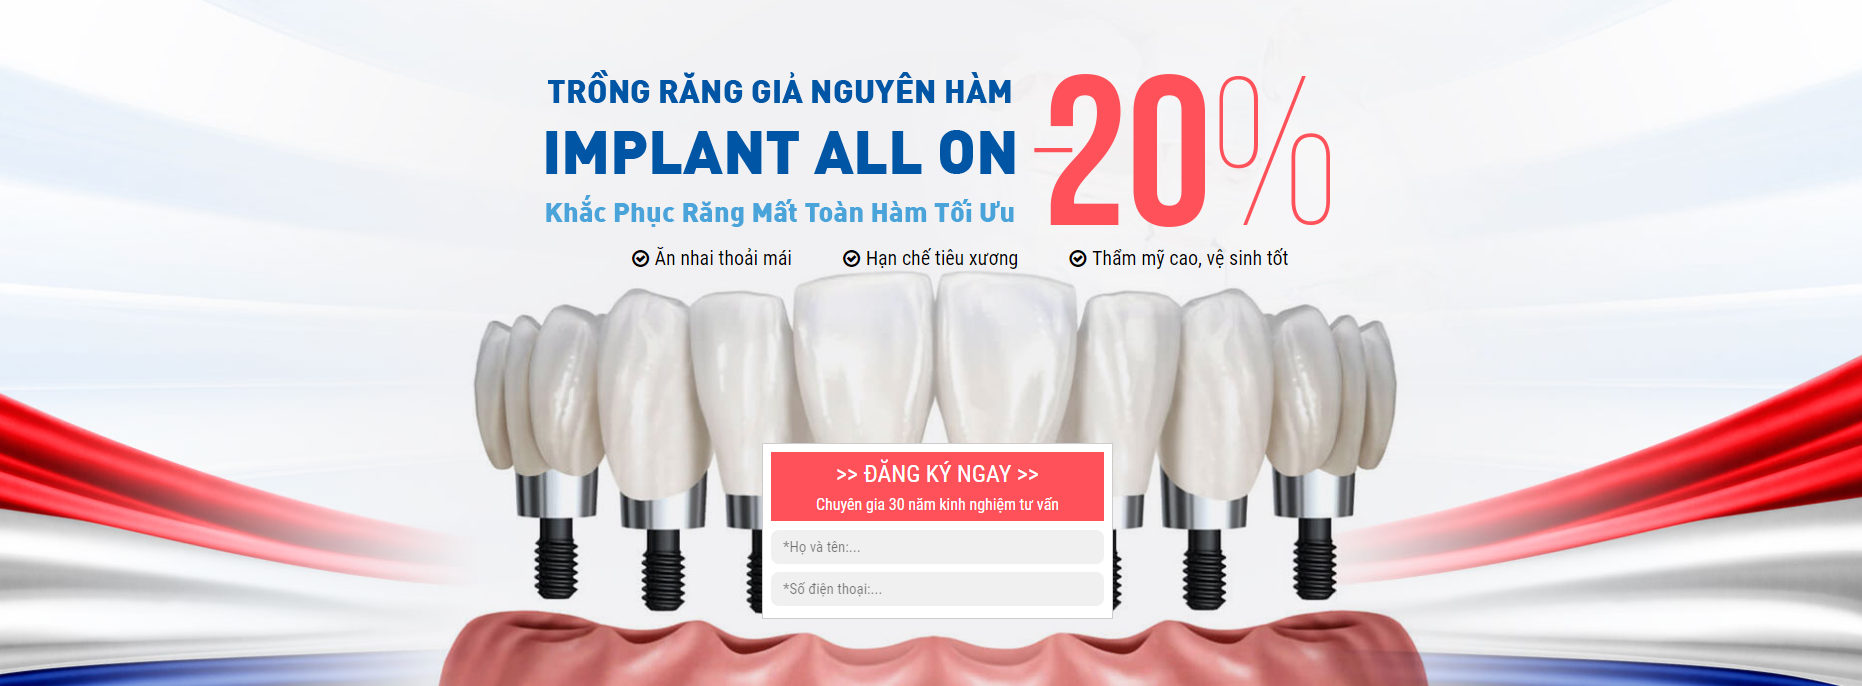 TRỒNG RĂNG GIẢ NGUYÊN HÀM
IMPLANT ALL ON
Khắc Phục Răng Mất Toàn Hàm Tối Ưu
-20%
Ăn nhai thoải mái
Hạn chế tiêu xương
Thẩm mỹ cao, vệ sinh tốt
>> ĐĂNG KÝ NGAY >>
Chuyên gia 30 năm kinh nghiệm tư vấn
*Họ và tên:...
*Số điện thoại:...